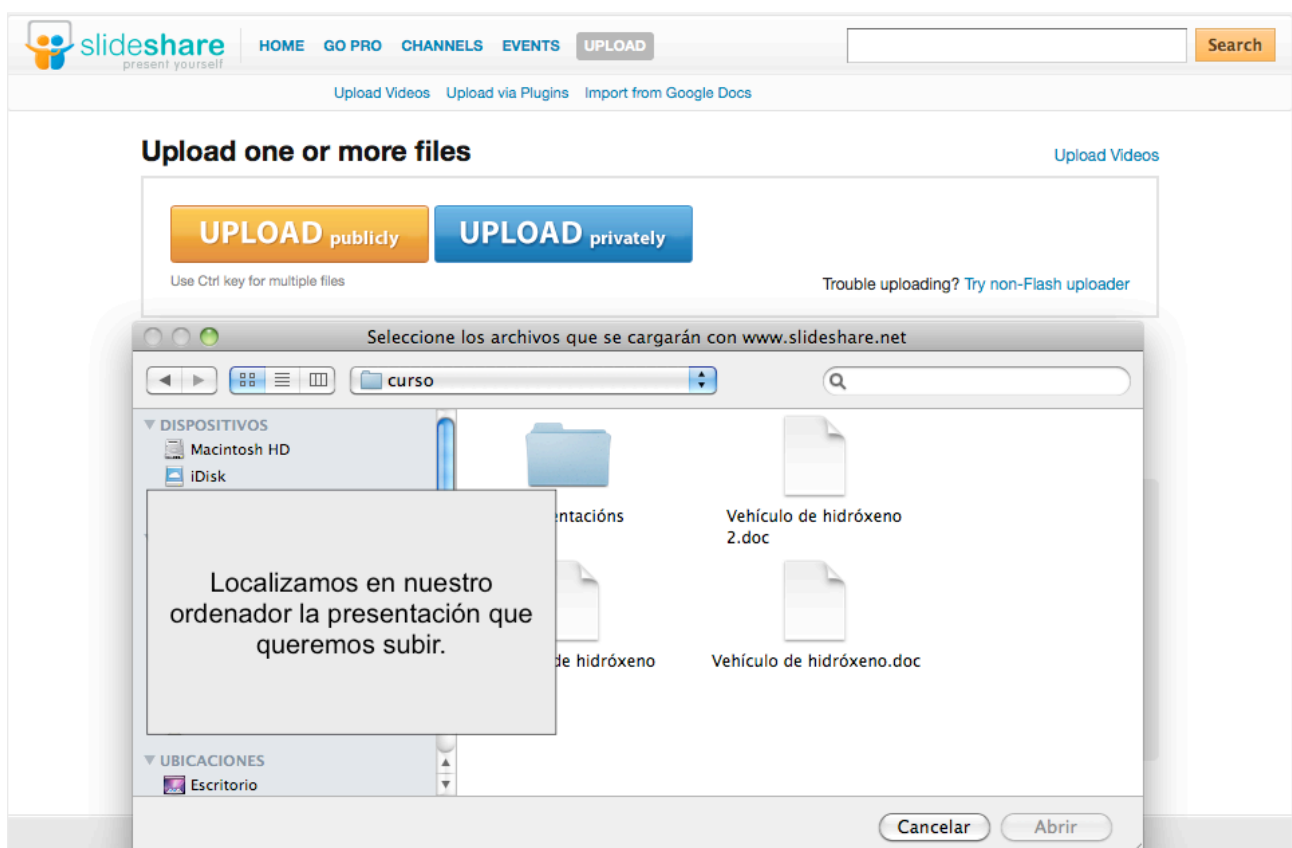 slideshare
present yourself
HOME GO PRO CHANNELS EVENTS UPLOAD
Search
Upload Videos Upload via Plugins Import from Google Docs
Upload one or more files
Upload Videos
UPLOAD publicly UPLOAD privately
Use Ctrl key for multiple files
Trouble uploading? Try non-Flash uploader
Seleccione los archivos que se cargarán con www.slideshare.net
curso
DISPOSITIVOS
Macintosh HD
iDisk
Localizamos en nuestro
ordenador la presentación que
queremos subir.
UBICACIONES
Escritorio
Vehículo de hidróxeno
2.doc
de hidróxeno
Vehículo de hidróxeno.doc
Cancelar Abrir